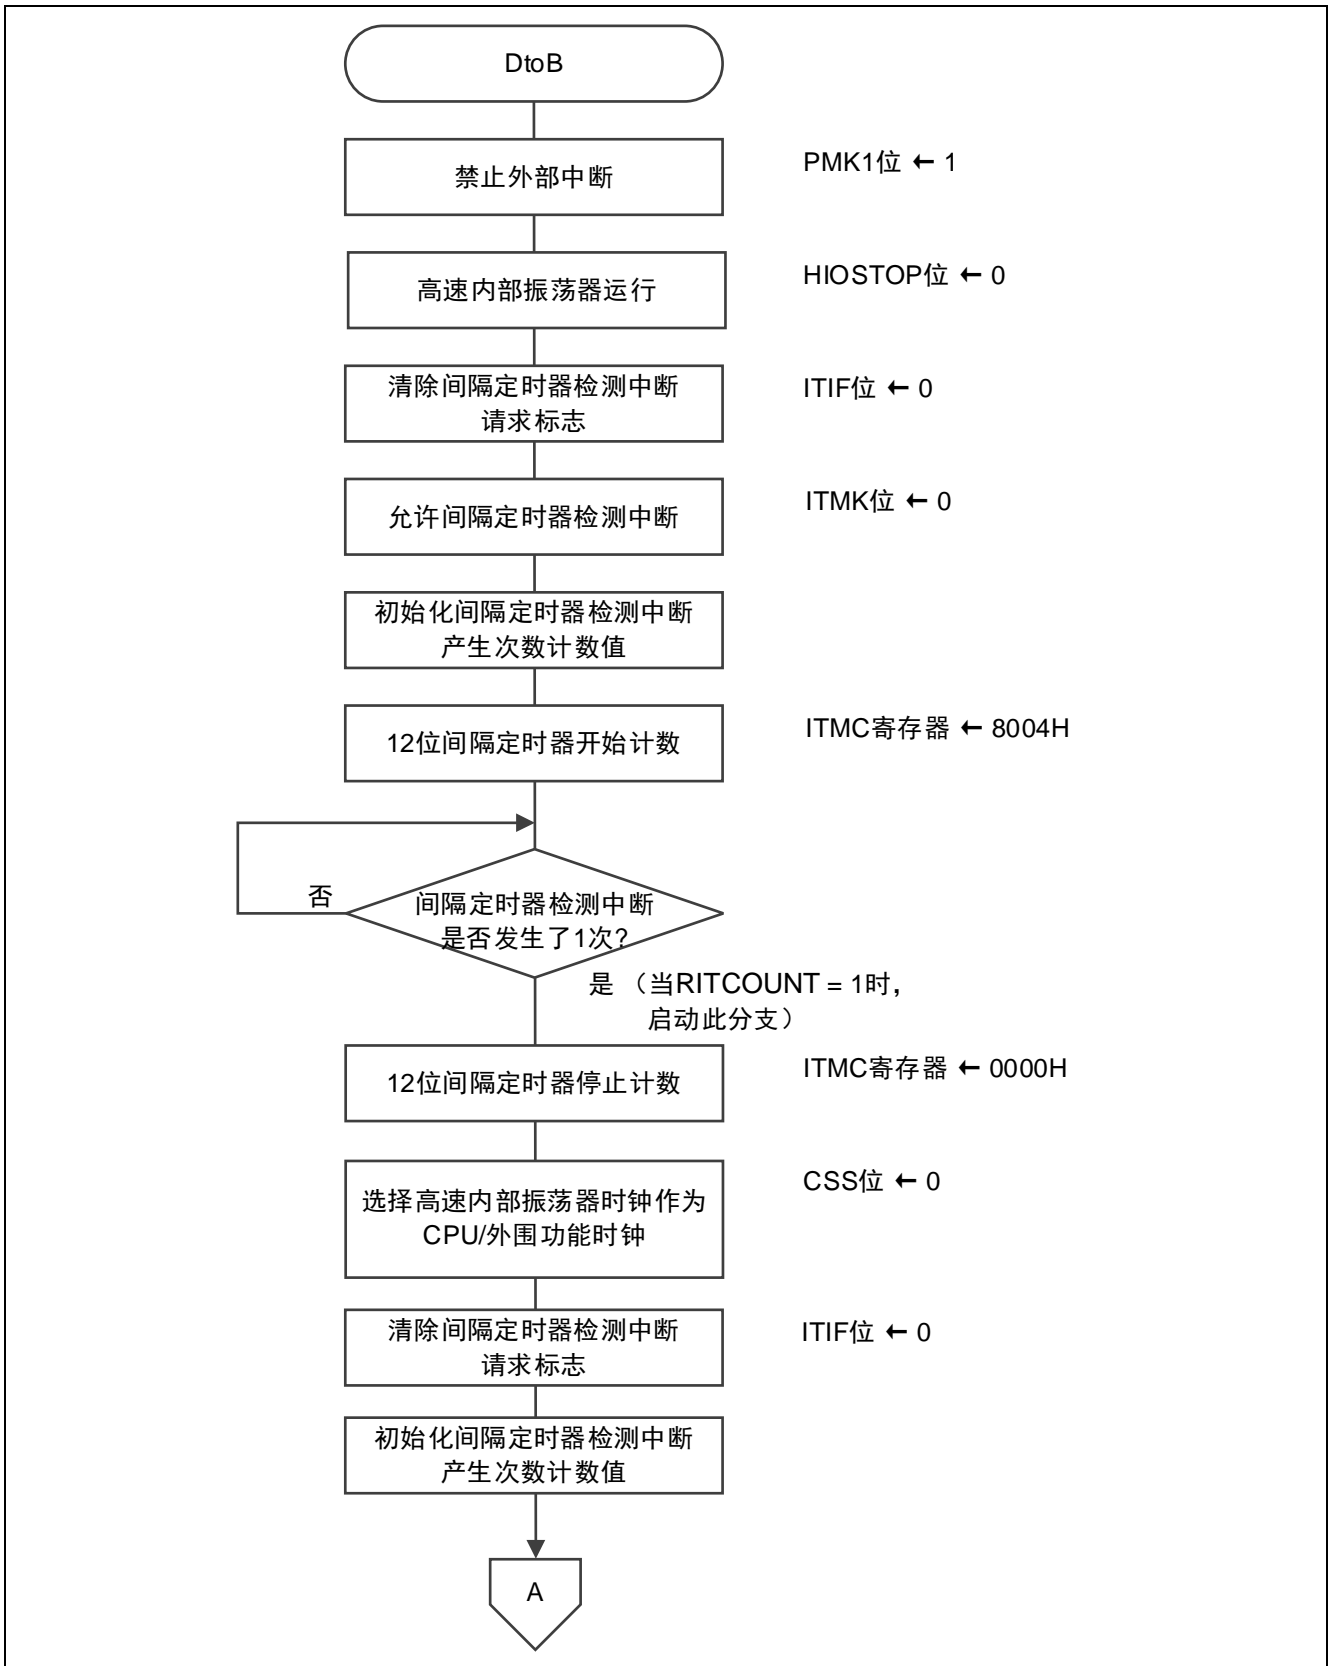 DtoB
禁止外部中断
PMK1位 ← 1
高速内部振荡器运行
HIOSTOP位 ← 0
清除间隔定时器检测中断
请求标志
ITIF位 ← 0
允许间隔定时器检测中断
ITMK位 ← 0
初始化间隔定时器检测中断
产生次数计数值
12位间隔定时器开始计数
ITMC寄存器 ← 8004H
否
间隔定时器检测中断
是否发生了1次?
是 （当RITCOUNT = 1时，
启动此分支）
12位间隔定时器停止计数
ITMC寄存器 ← 0000H
选择高速内部振荡器时钟作为
CPU/外围功能时钟
CSS位 ← 0
清除间隔定时器检测中断
请求标志
ITIF位 ← 0
初始化间隔定时器检测中断
产生次数计数值
A